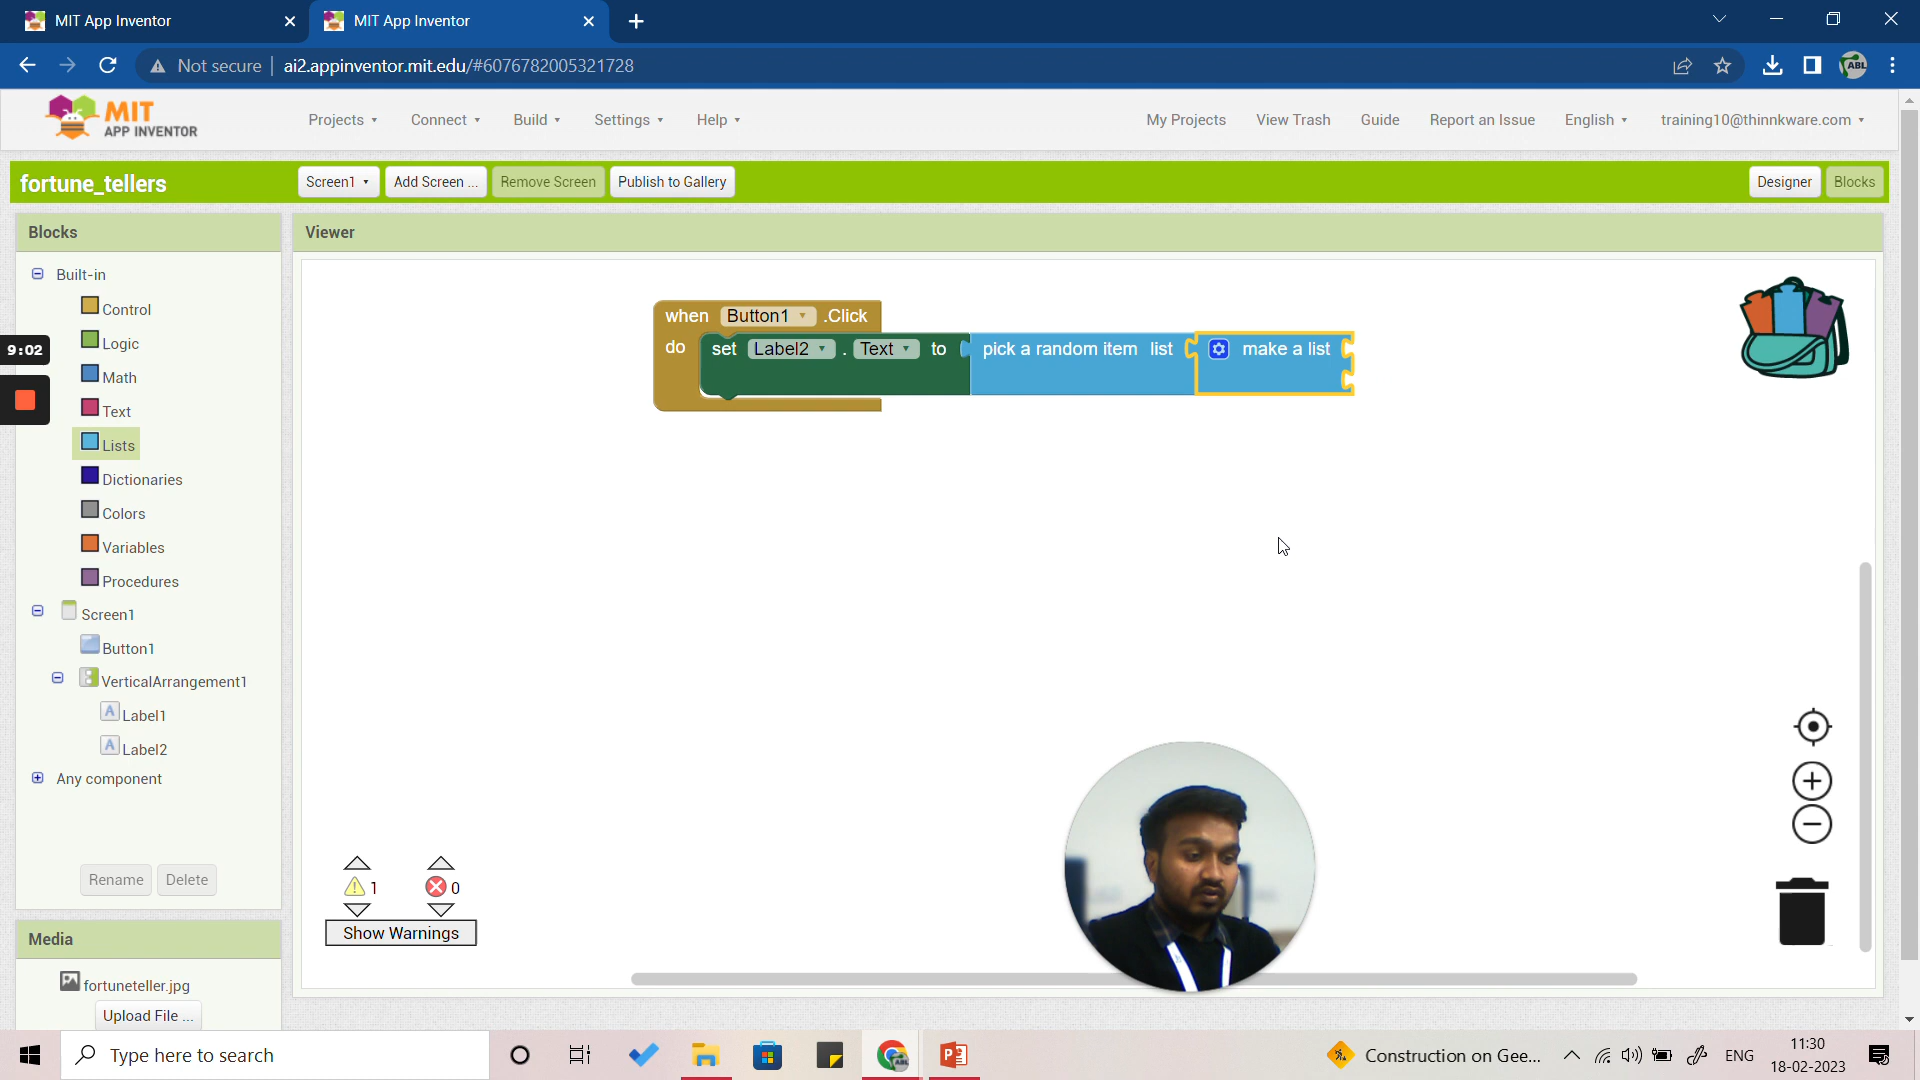 MIT App Inventor
MIT App Inventor
Not secure
ai2.appinventor.mit.edu/#6076782005321728
ABL
MIT
APP INVENTOR
Projects
Connect
Build
Settings
Help
My Projects
View Trash
Guide
Report an Issue
English
training10@thinnkware.com
fortune_tellers
Screen1
Add Screen ...
Remove Screen
Publish to Gallery
Designer
Blocks
Blocks
Viewer
Built-in
Control
Logic
Math
Text
Lists
Dictionaries
Colors
Variables
Procedures
Screen1
Button1
VerticalArrangement1
A Label1
A Label2
Any component
Rename
Delete
9:02
when Button1 .Click
do set Label2 . Text to pick a random item list make a list
1
0
Show Warnings
Media
fortuneteller.jpg
Upload File ...
Type here to search
Construction on Gee...
ENG
11:30
18-02-2023